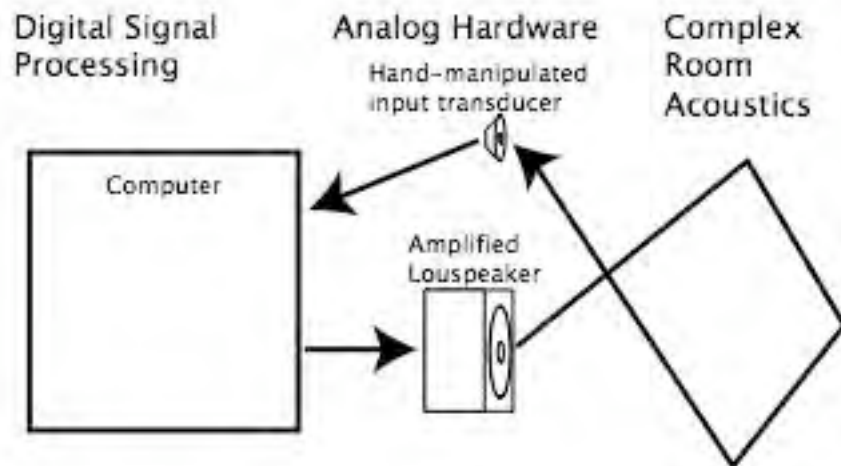 Digital Signal
Processing
Analog Hardware
Complex
Room
Acoustics
Hand-manipulated
input transducer
Computer
Amplified
Louspeaker